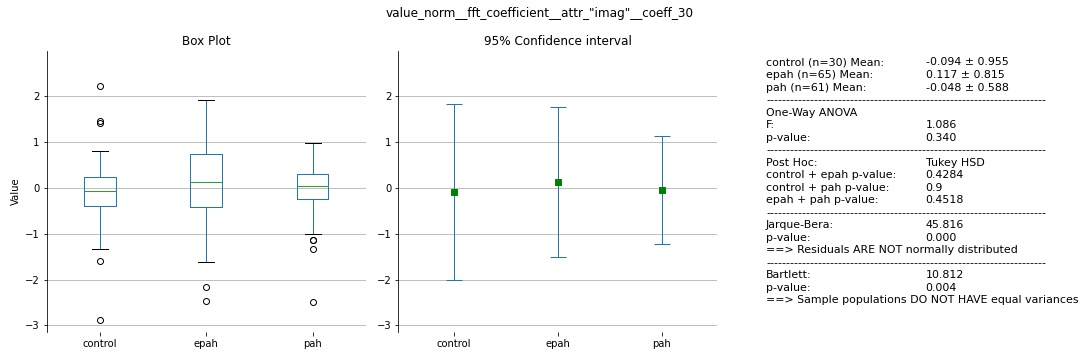 value_norm__fft_coefficient__attr_"imag"__coeff_30
Box Plot
Value
2
1
0
−1
−2
−3
control epah pah
95% Confidence interval
2
1
0
−1
−2
−3
control epah pah
control (n=30) Mean: -0.094 ± 0.955
epah (n=65) Mean: 0.117 ± 0.815
pah (n=61) Mean: -0.048 ± 0.588
One-Way ANOVA
F: 1.086
p-value: 0.340
Post Hoc: Tukey HSD
control + epah p-value: 0.4284
control + pah p-value: 0.9
epah + pah p-value: 0.4518
Jarque-Bera: 45.816
p-value: 0.000
==> Residuals ARE NOT normally distributed
Bartlett: 10.812
p-value: 0.004
==> Sample populations DO NOT HAVE equal variances